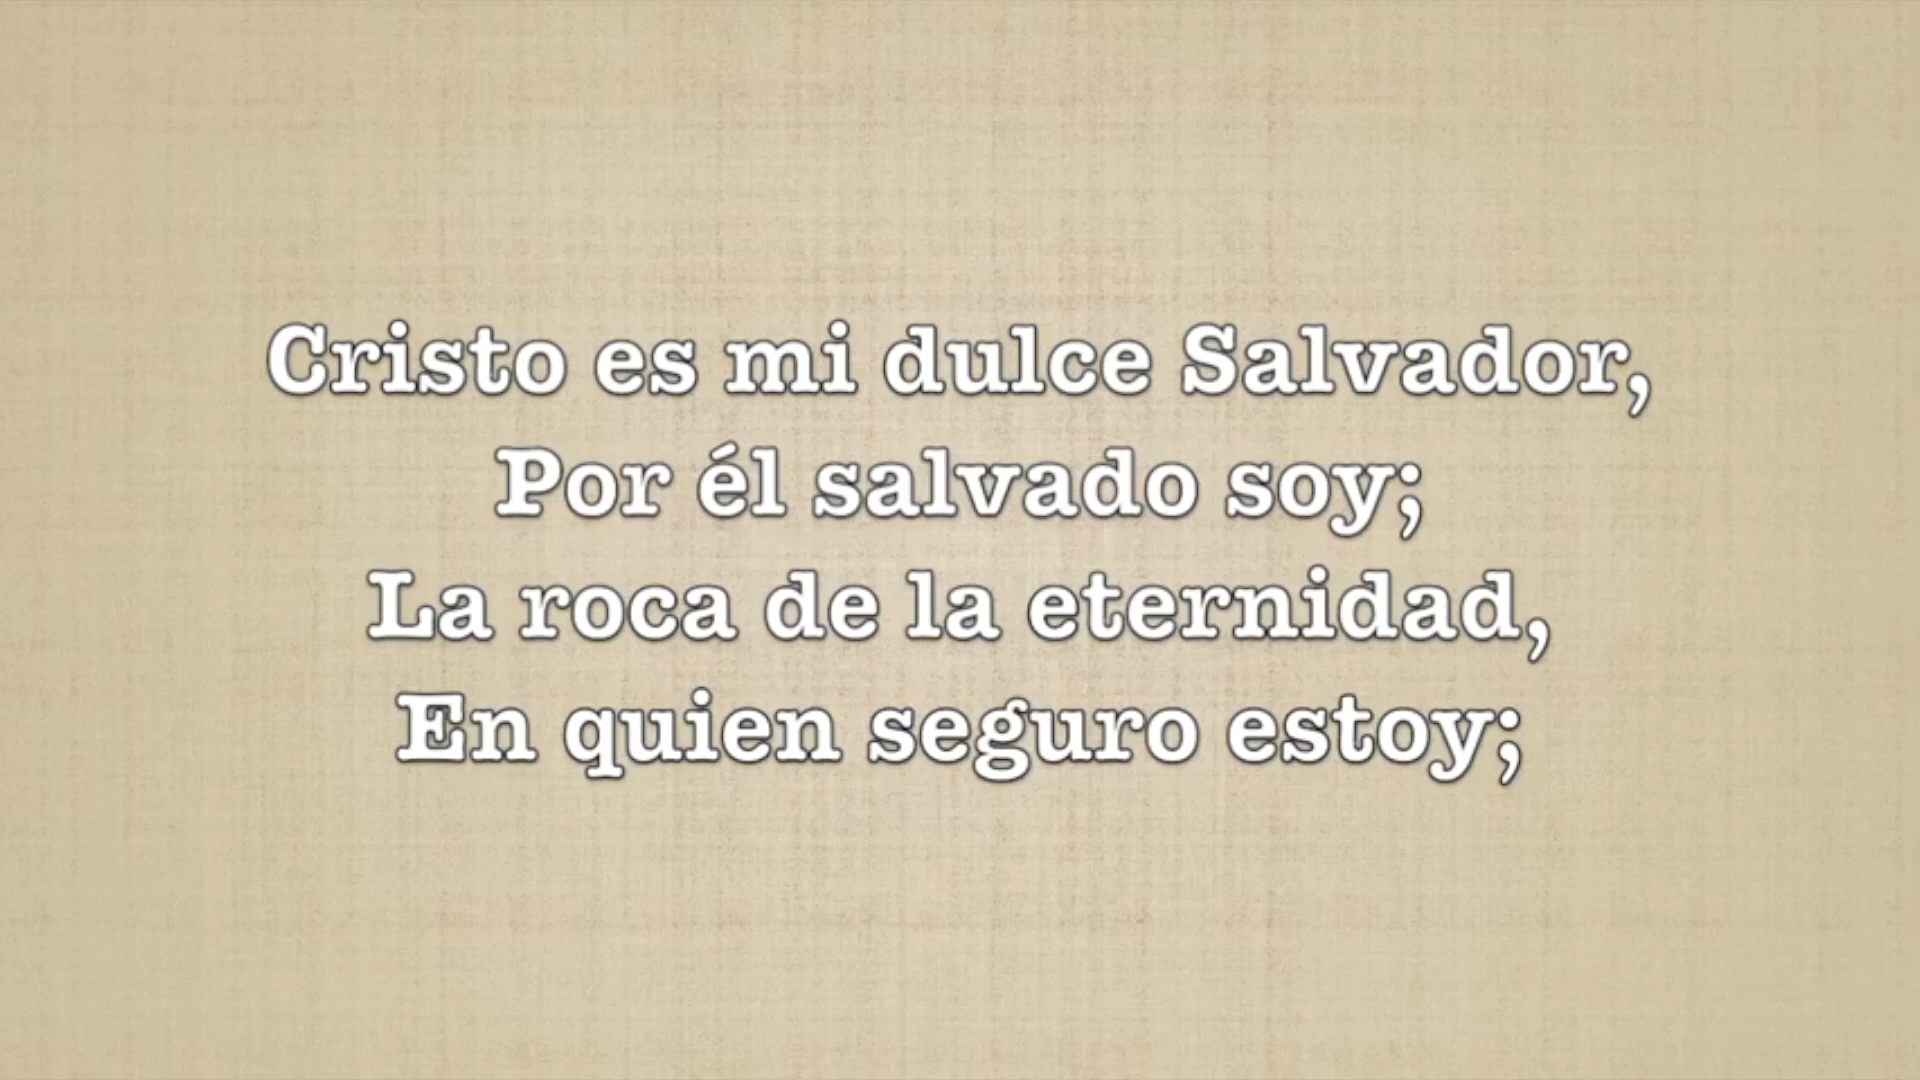 Cristo es mi dulce Salvador,
Por él salvado soy;
La roca de la eternidad,
En quien seguro estoy;